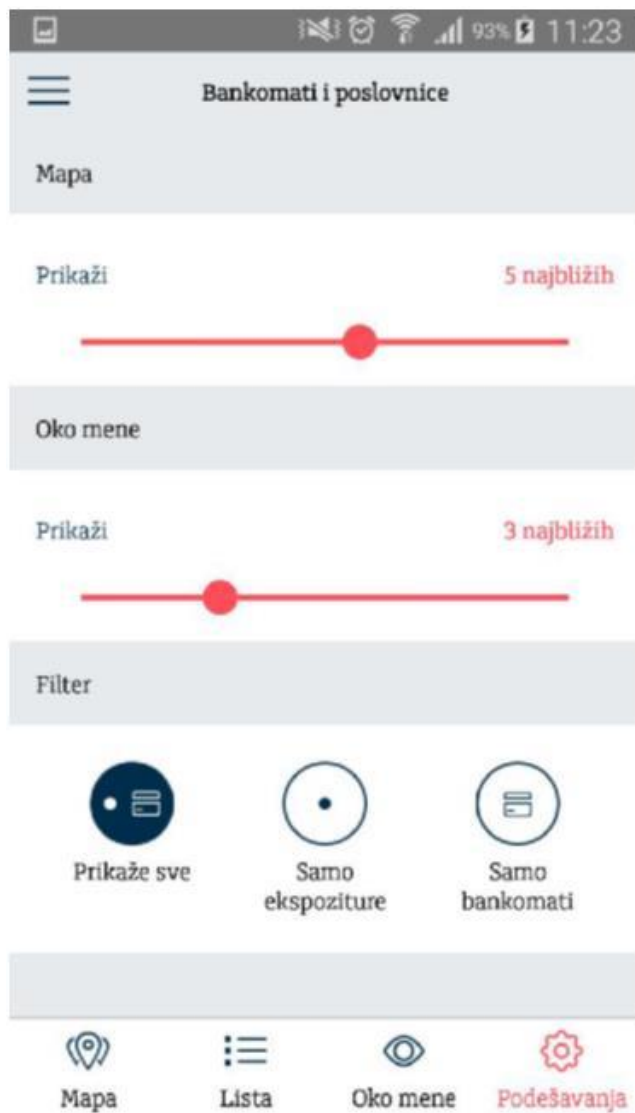 93% 11:23
Bankomati i poslovnice
Mapa
Prikaži 5 najbližih
Oko mene
Prikaži 3 najbližih
Filter
Prikaže sve Samo Samo
ekspoziture bankomati
Mapa Lista Oko mene Podešavanja